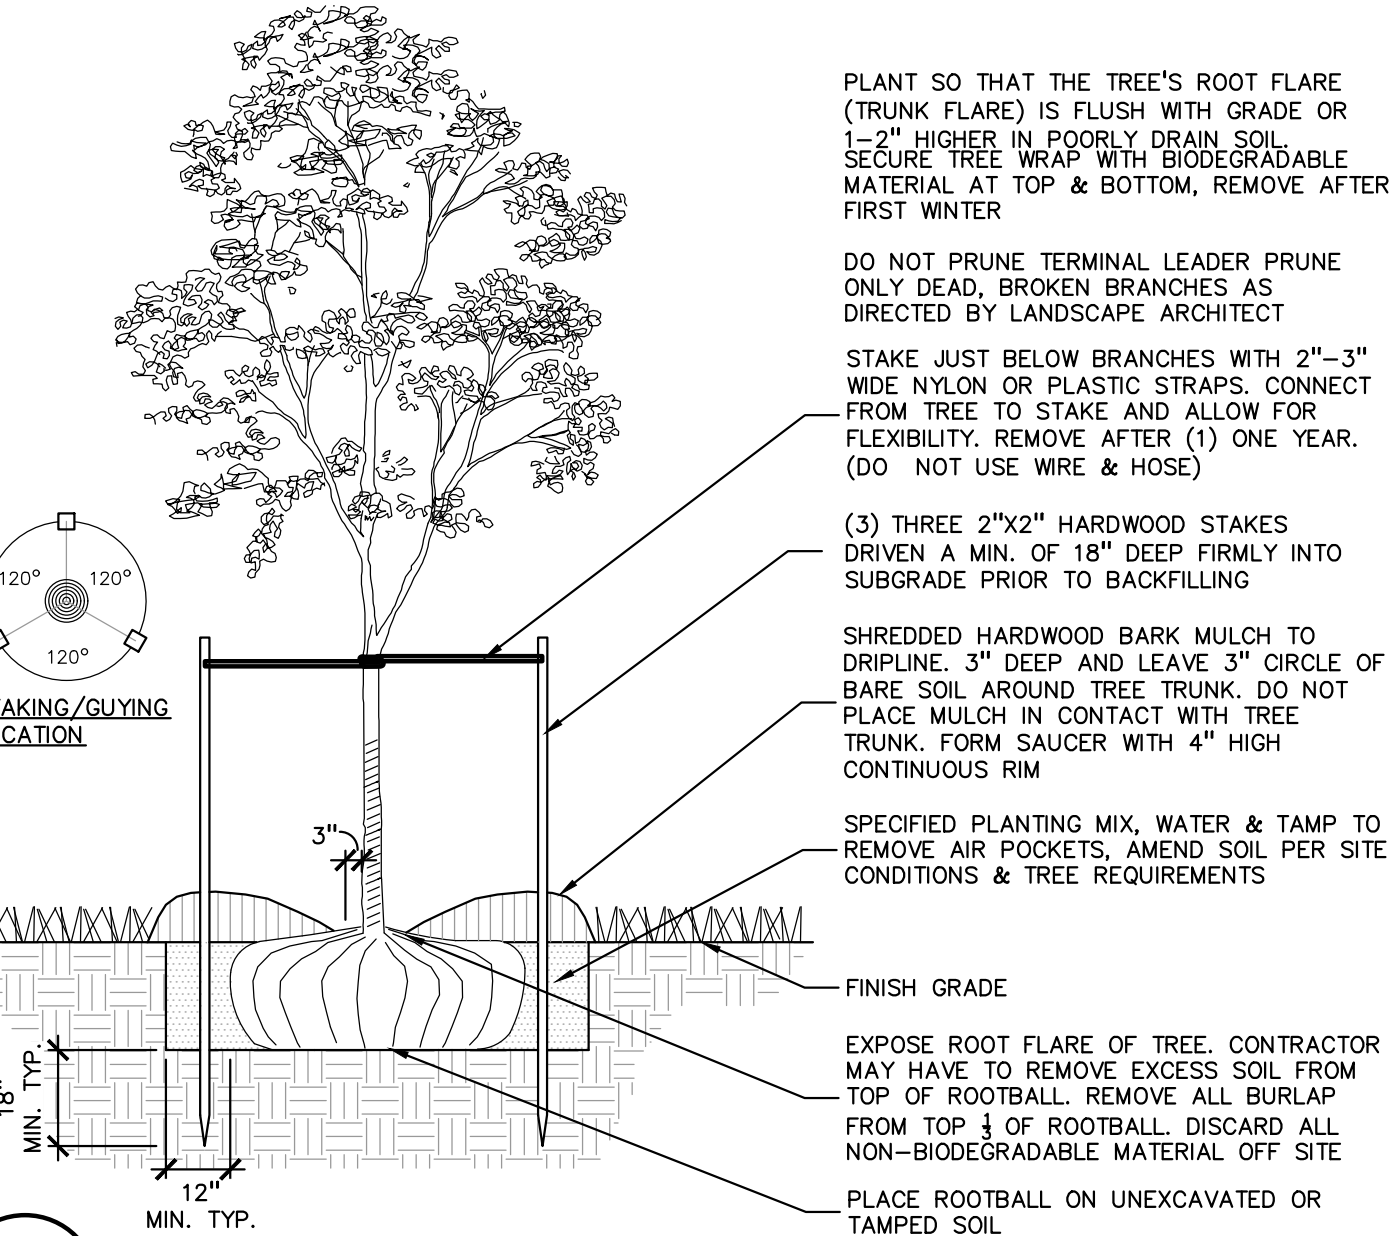 PLANT SO THAT THE TREE'S ROOT FLARE
(TRUNK FLARE) IS FLUSH WITH GRADE OR
1-2" HIGHER IN POORLY DRAIN SOIL.
SECURE TREE WRAP WITH BIODEGRADABLE
MATERIAL AT TOP & BOTTOM, REMOVE AFTER
FIRST WINTER
DO NOT PRUNE TERMINAL LEADER PRUNE
ONLY DEAD, BROKEN BRANCHES AS
DIRECTED BY LANDSCAPE ARCHITECT
STAKE JUST BELOW BRANCHES WITH 2"-3"
WIDE NYLON OR PLASTIC STRAPS. CONNECT
FROM TREE TO STAKE AND ALLOW FOR
FLEXIBILITY. REMOVE AFTER (1) ONE YEAR.
(DO NOT USE WIRE & HOSE)
(3) THREE 2"X2" HARDWOOD STAKES
DRIVEN A MIN. OF 18" DEEP FIRMLY INTO
SUBGRADE PRIOR TO BACKFILLING
SHREDDED HARDWOOD BARK MULCH TO
DRIPLINE. 3" DEEP AND LEAVE 3" CIRCLE OF
BARE SOIL AROUND TREE TRUNK. DO NOT
PLACE MULCH IN CONTACT WITH TREE
TRUNK. FORM SAUCER WITH 4" HIGH
CONTINUOUS RIM
SPECIFIED PLANTING MIX, WATER & TAMP TO
REMOVE AIR POCKETS, AMEND SOIL PER SITE
CONDITIONS & TREE REQUIREMENTS
FINISH GRADE
EXPOSE ROOT FLARE OF TREE. CONTRACTOR
MAY HAVE TO REMOVE EXCESS SOIL FROM
TOP OF ROOTBALL. REMOVE ALL BURLAP
FROM TOP 1/3 OF ROOTBALL. DISCARD ALL
NON-BIODEGRADABLE MATERIAL OFF SITE
PLACE ROOTBALL ON UNEXCAVATED OR
TAMPED SOIL
120° 120°
120°
AKING/GUYING
CATION
3"
18"
MIN. TYP.
12"
MIN. TYP.